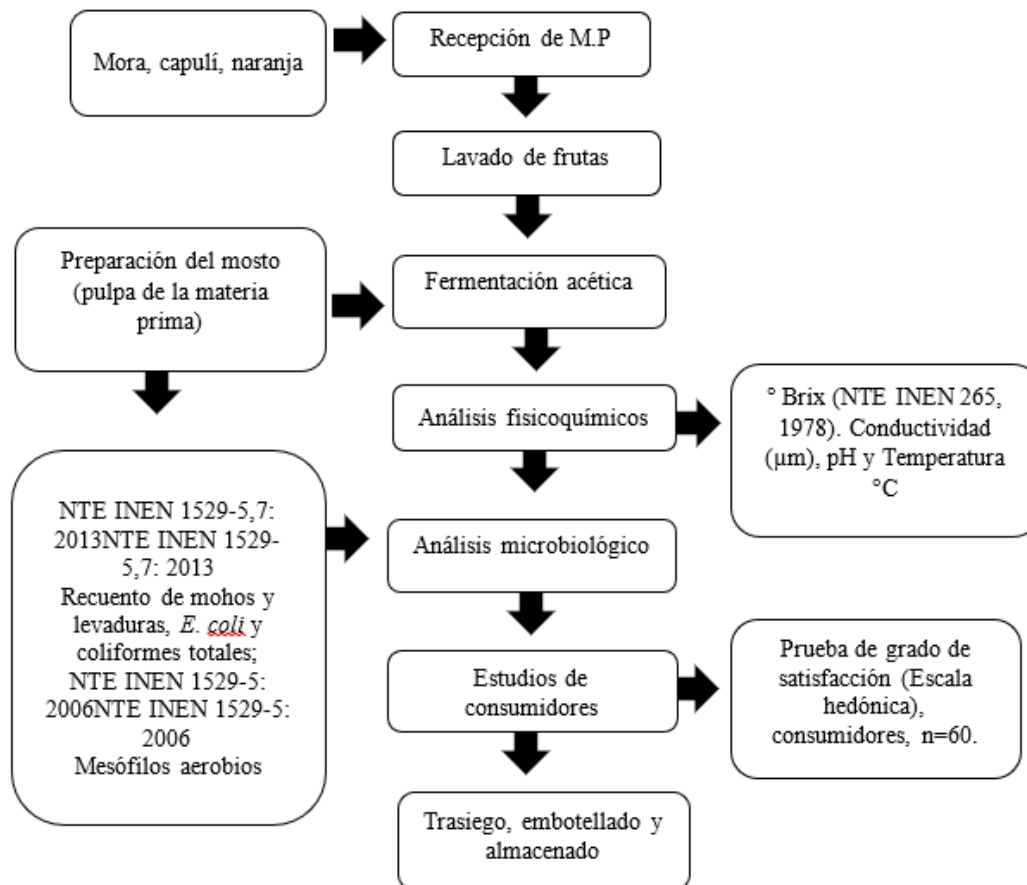 Mora, capulí, naranja
Recepción de M.P
Lavado de frutas
Preparación del mosto
(pulpa de la materia
prima)
Fermentación acética
Análisis fisicoquímicos
° Brix (NTE INEN 265,
1978). Conductividad
(µm), pH y Temperatura
°C
NTE INEN 1529-5,7:
2013NTE INEN 1529-
5,7: 2013
Recuento de mohos y
levaduras, E. coli y
coliformes totales;
NTE INEN 1529-5:
2006NTE INEN 1529-5:
2006
Mesófilos aerobios
Análisis microbiológico
Estudios de
consumidores
Prueba de grado de
satisfacción (Escala
hedónica),
consumidores, n=60.
Trasiego, embotellado y
almacenado